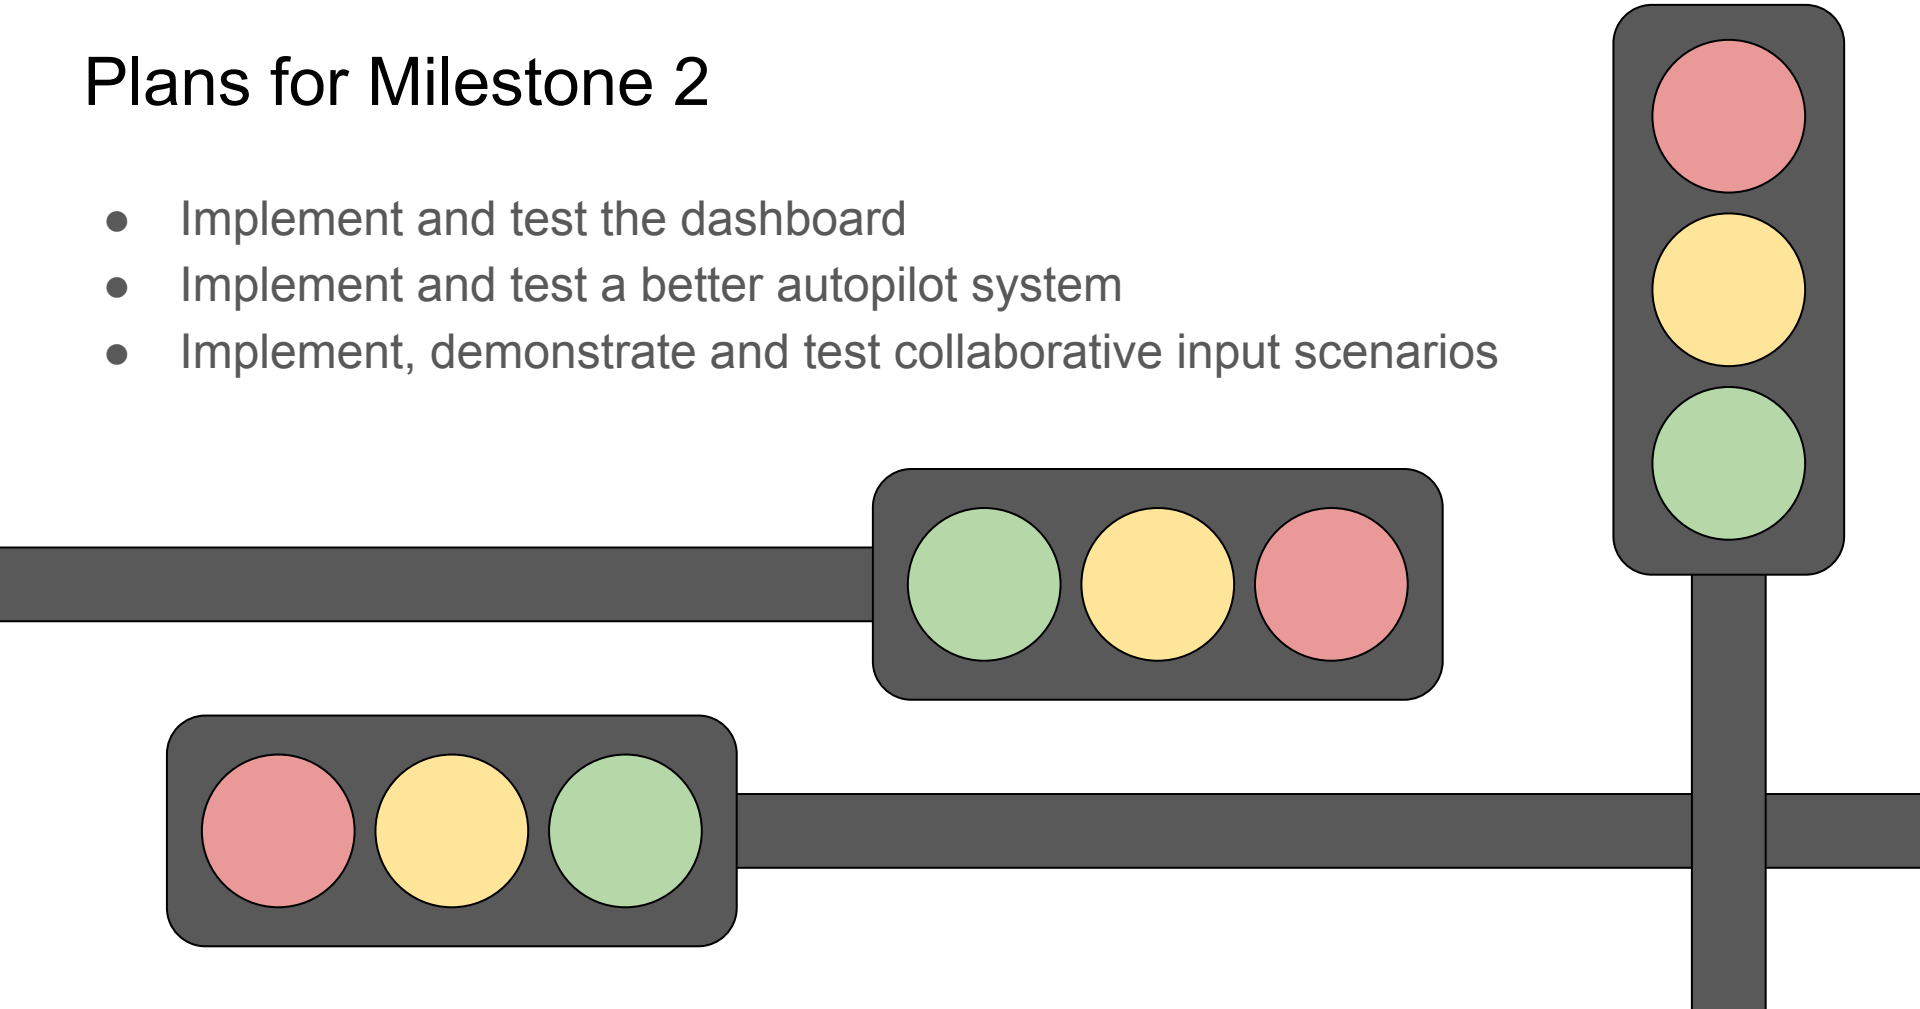 Plans for Milestone 2
● Implement and test the dashboard
● Implement and test a better autopilot system
● Implement, demonstrate and test collaborative input scenarios